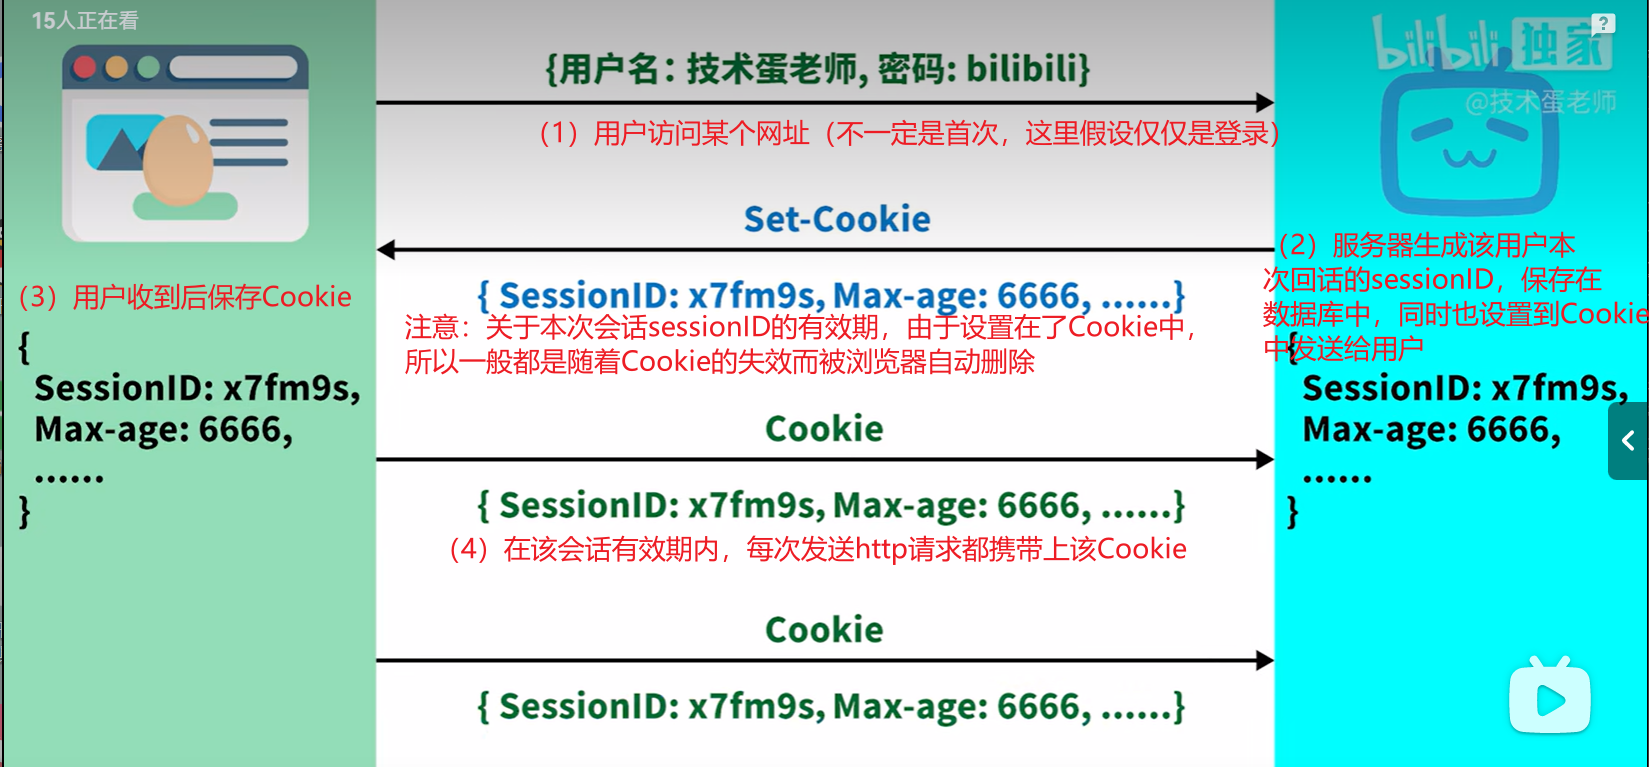 15人正在看
bilibili 独家
@技术蛋老师
{用户名：技术蛋老师, 密码: bilibili}
（1）用户访问某个网址（不一定是首次，这里假设仅仅是登录）
Set-Cookie
{ SessionID: x7fm9s, Max-age: 6666, ......}
（2）服务器生成该用户本
次回话的sessionID，保存在
数据库中，同时也设置到Cookie
中发送给用户
（3）用户收到后保存Cookie
注意：关于本次会话sessionID的有效期，由于设置在了Cookie中，
所以一般都是随着Cookie的失效而被浏览器自动删除
{
SessionID: x7fm9s,
Max-age: 6666,
......
}
{
SessionID: x7fm9s,
Max-age: 6666,
......
}
Cookie
{ SessionID: x7fm9s, Max-age: 6666, ......}
（4）在该会话有效期内，每次发送http请求都携带上该Cookie
Cookie
{ SessionID: x7fm9s, Max-age: 6666, ......}